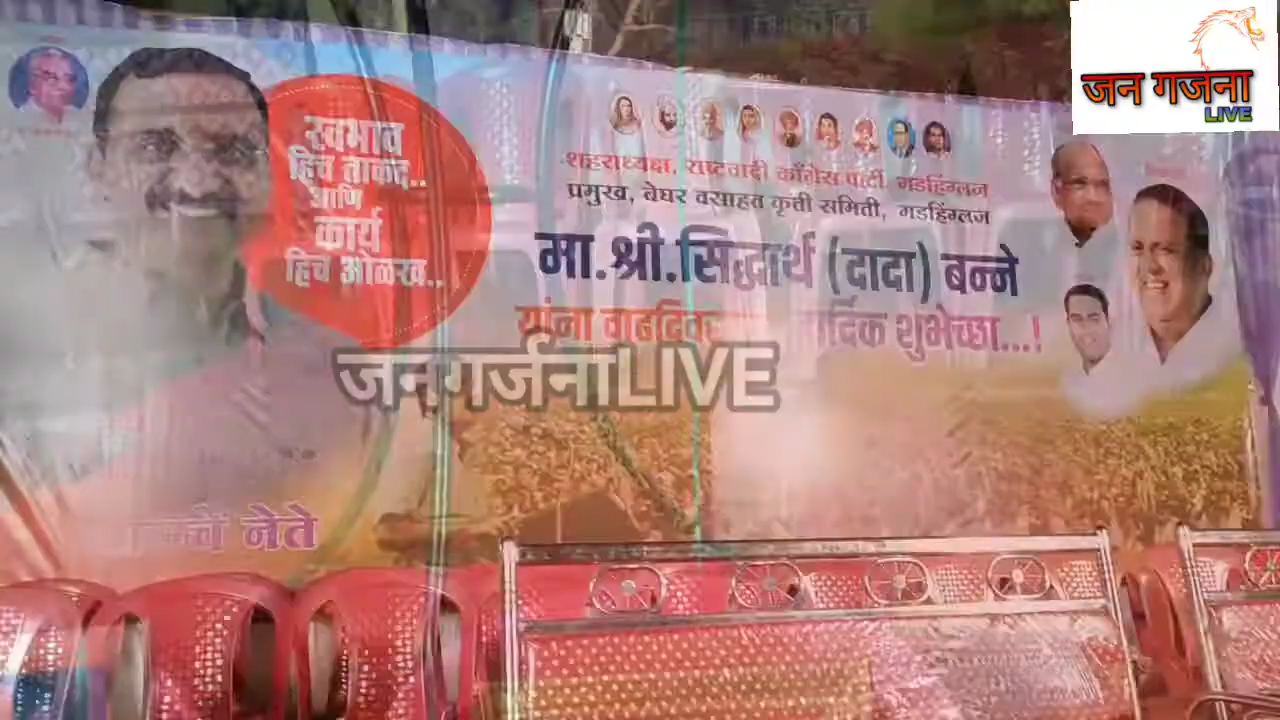 जन गर्जना
LIVE
स्वभाव
हिच ताकद..
आणि
कार्य
हिच ओळख..
शहराध्यक्ष, राष्ट्रवादी काँग्रेस पार्टी, गडहिंग्लज
प्रमुख, बेघर वसाहत कृती समिती, गडहिंग्लज
मा.श्री.सिद्धार्थ (दादा) बन्ने
यांना शुभेच्छा...!
जनगर्जनाLIVE
नेते